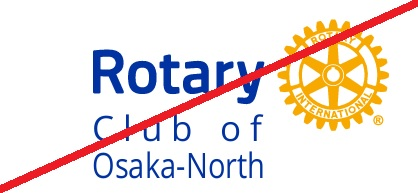 Rotary
Club of
Osaka-North
ROTARY
INTERNATIONAL
®